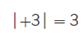 |+3| = 3